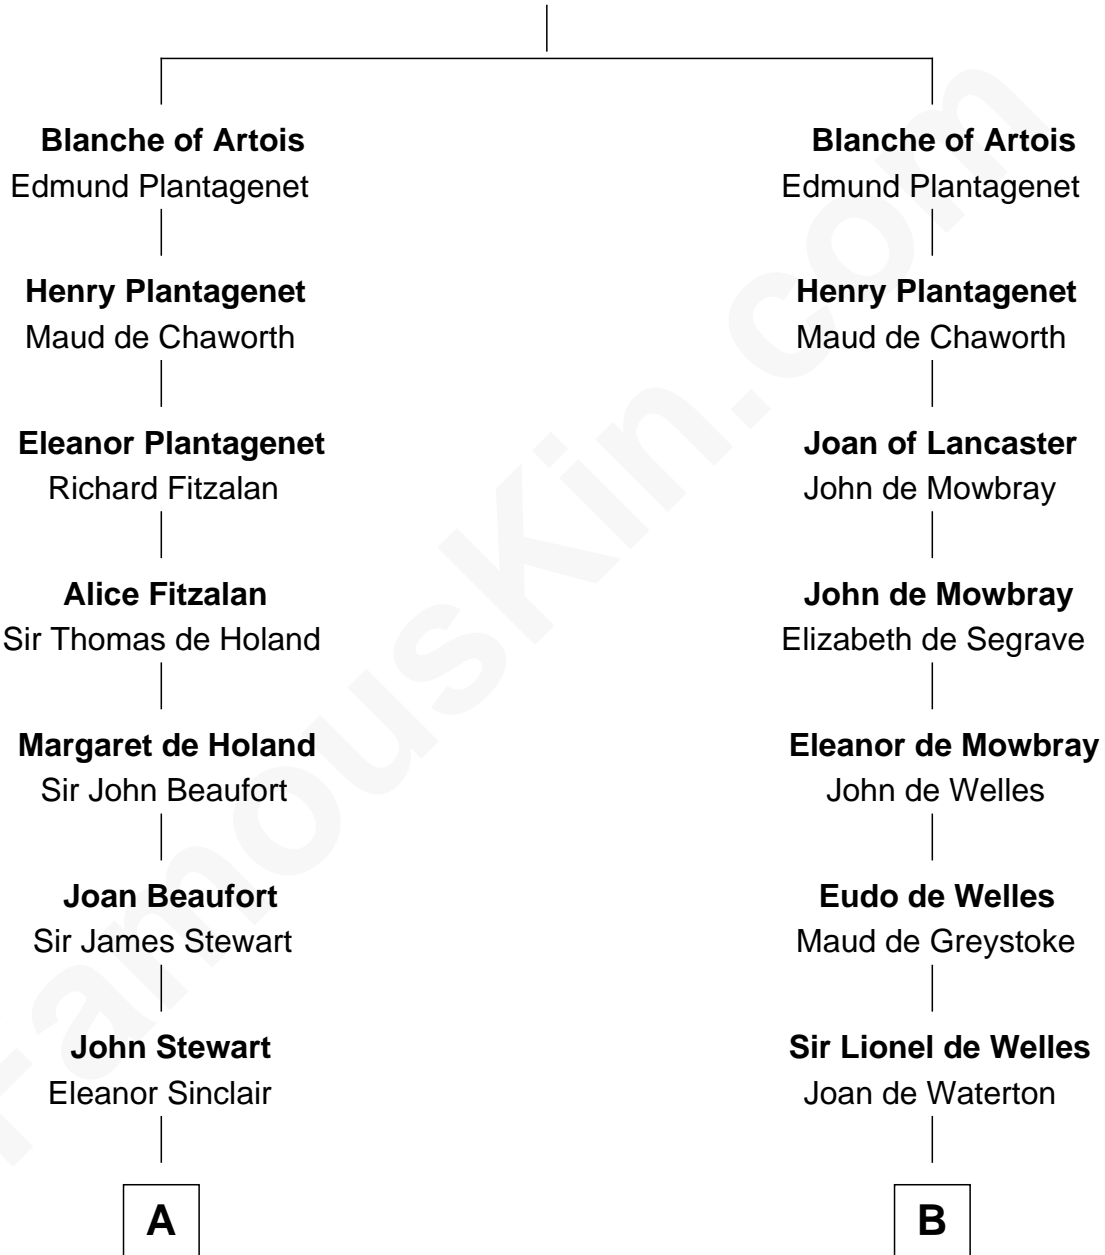 Blanche of Artois
Edmund Plantagenet
Henry Plantagenet
Maud de Chaworth
Eleanor Plantagenet
Richard Fitzalan
Alice Fitzalan
Sir Thomas de Holand
Margaret de Holand
Sir John Beaufort
Joan Beaufort
Sir James Stewart
John Stewart
Eleanor Sinclair
A
Blanche of Artois
Edmund Plantagenet
Henry Plantagenet
Maud de Chaworth
Joan of Lancaster
John de Mowbray
John de Mowbray
Elizabeth de Segrave
Eleanor de Mowbray
John de Welles
Eudo de Welles
Maud de Greystoke
Sir Lionel de Welles
Joan de Waterton
B
FamousKin.com